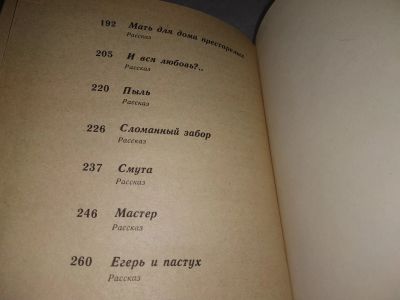 192 Мать для дома престарелых
Рассказ
205 И вся любовь?..
Рассказ
220 Пыль
Рассказ
226 Сломанный забор
Рассказ
237 Смута
Рассказ
246 Мастер
Рассказ
260 Егерь и пастух
Рассказ